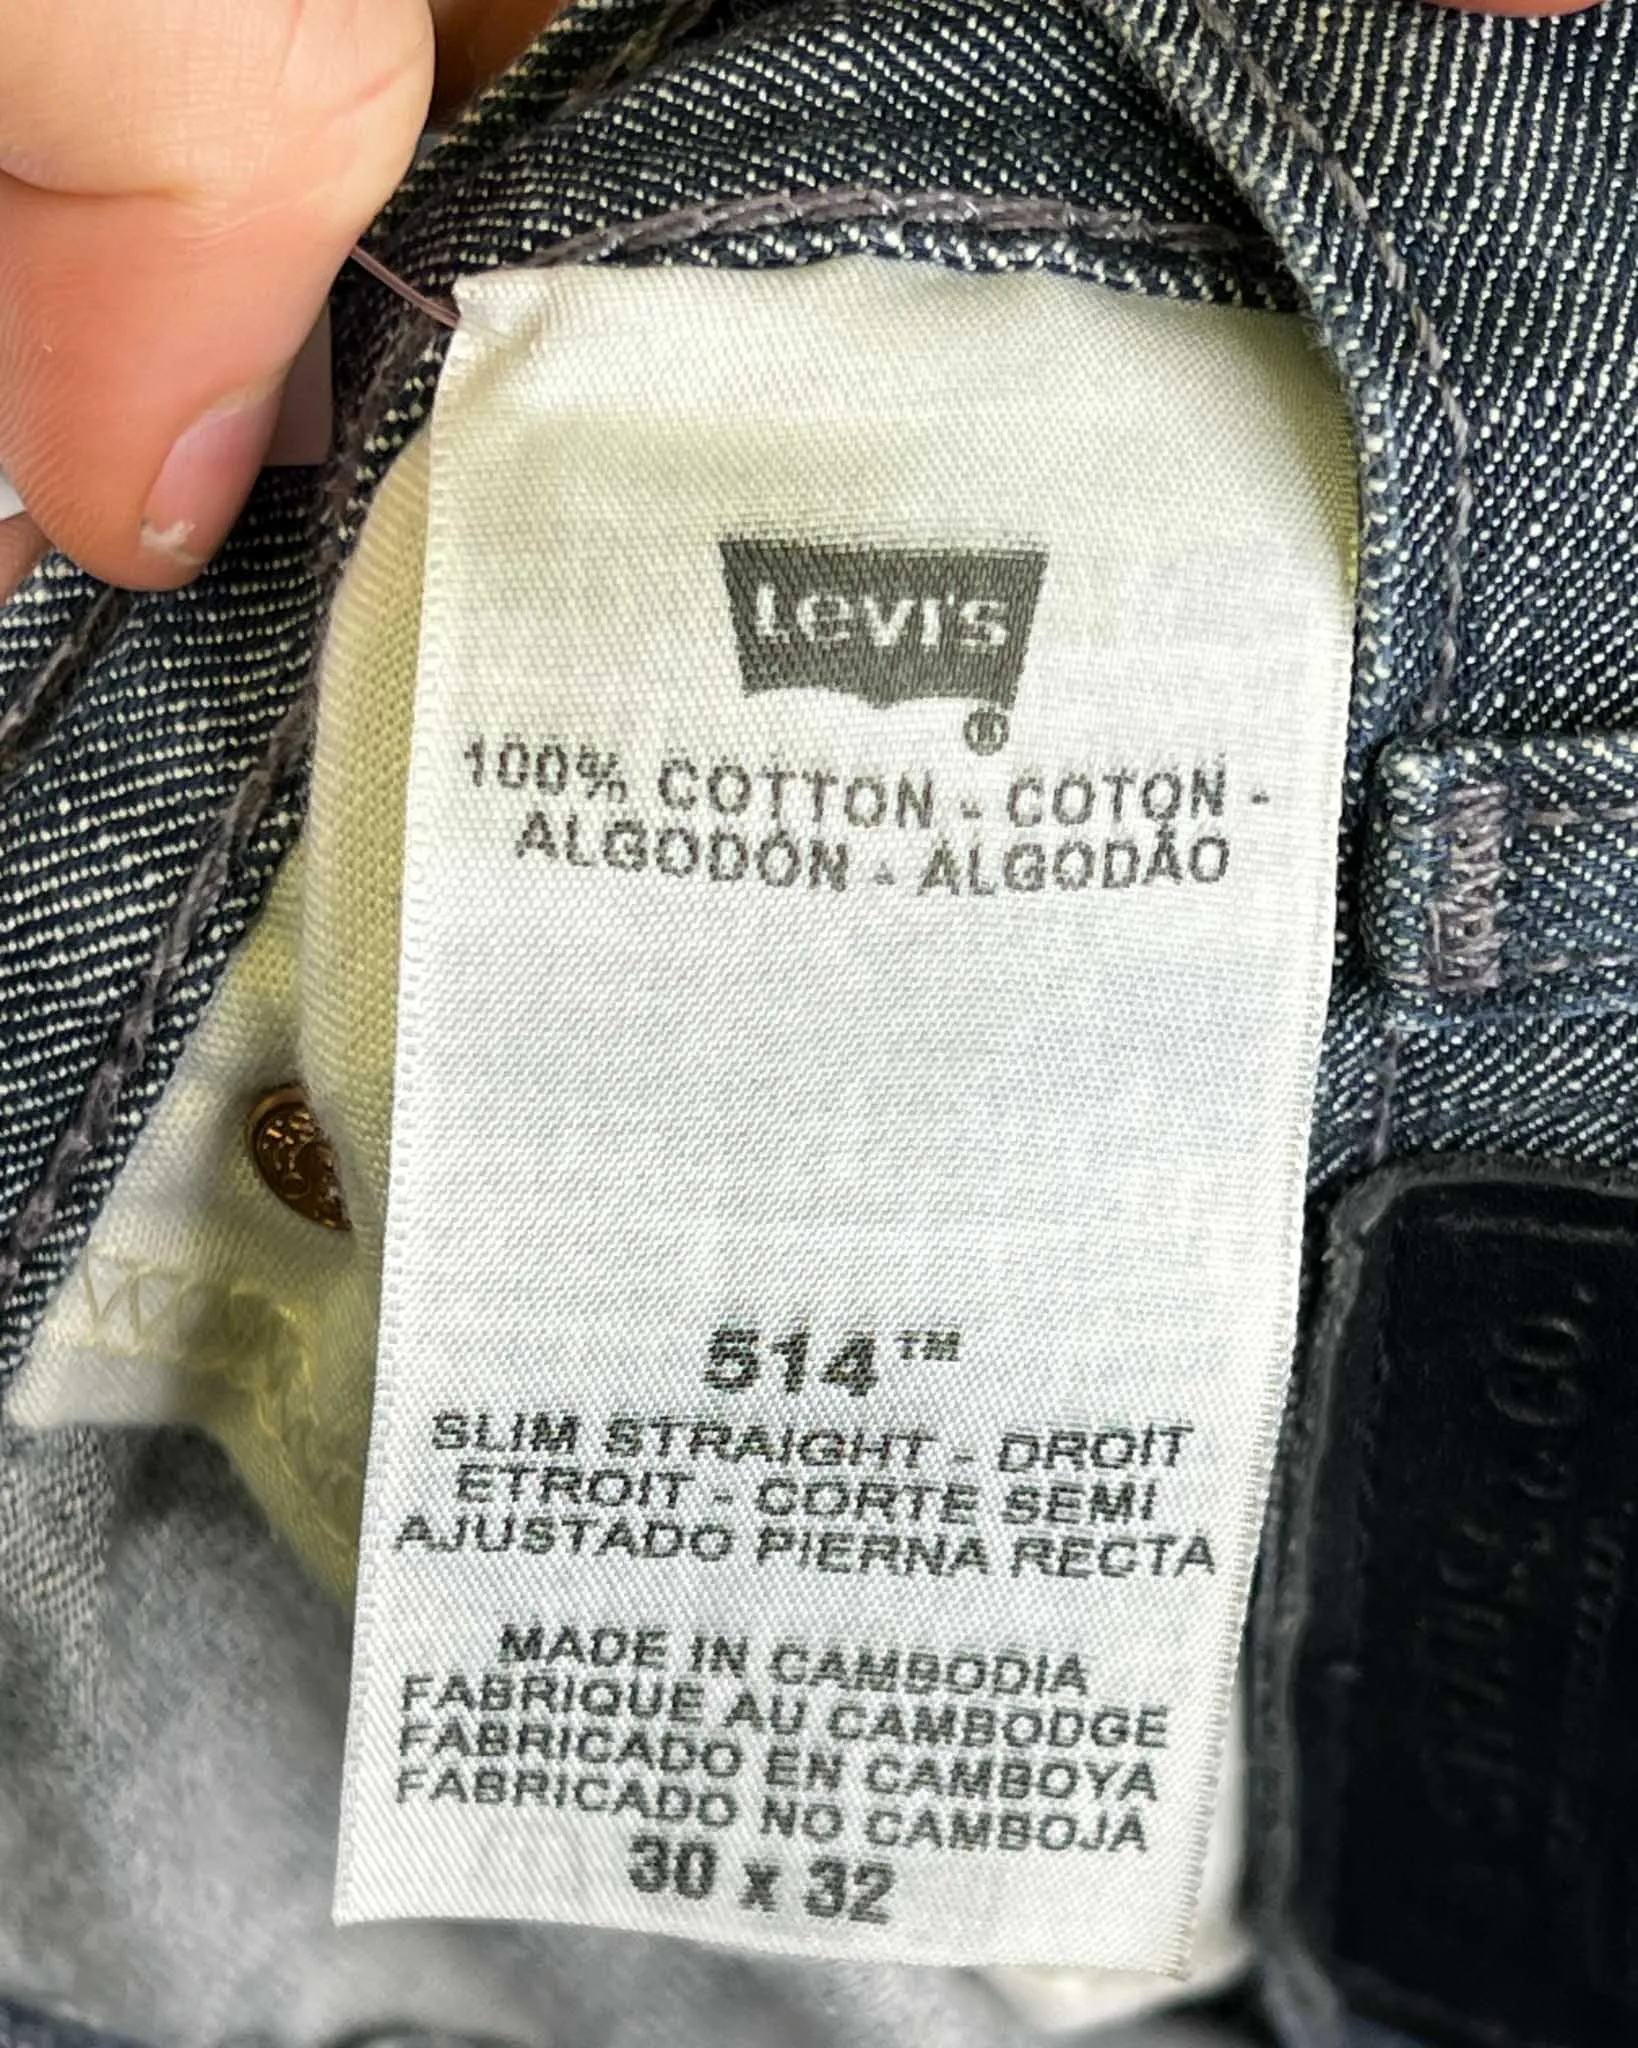 Levi's
®
100% COTTON - COTON -
ALGODÓN - ALGODÃO
514™
SLIM STRAIGHT - DROIT
ETROIT - CORTE SEMI
AJUSTADO PIERNA RECTA
MADE IN CAMBODIA
FABRIQUE AU CAMBODGE
FABRICADO EN CAMBOYA
FABRICADO NO CAMBOJA
30 x 32